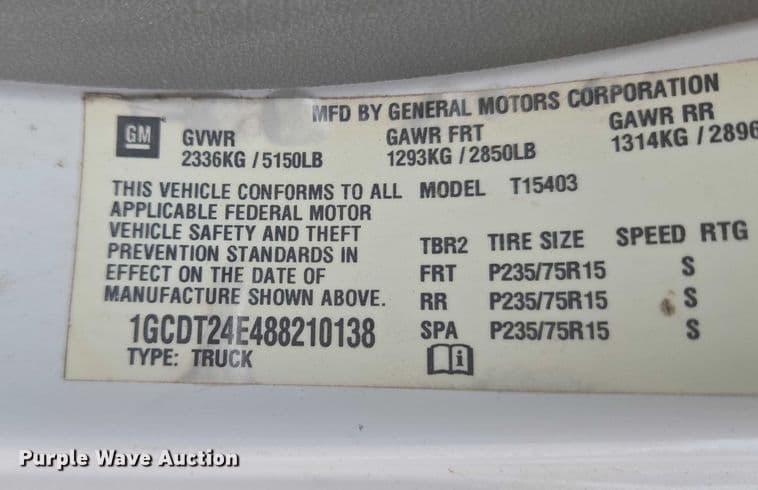 MFD BY GENERAL MOTORS CORPORATION
GM
GVWR GAWR FRT GAWR RR
2336KG / 5150LB 1293KG / 2850LB 1314KG / 2896
THIS VEHICLE CONFORMS TO ALL
APPLICABLE FEDERAL MOTOR
VEHICLE SAFETY AND THEFT
PREVENTION STANDARDS IN
EFFECT ON THE DATE OF
MANUFACTURE SHOWN ABOVE.
1GCDT24E488210138
TYPE: TRUCK
MODEL T15403
TBR2 TIRE SIZE SPEED RTG
FRT P235/75R15 S
RR P235/75R15 S
SPA P235/75R15 S
i
Purple Wave Auction